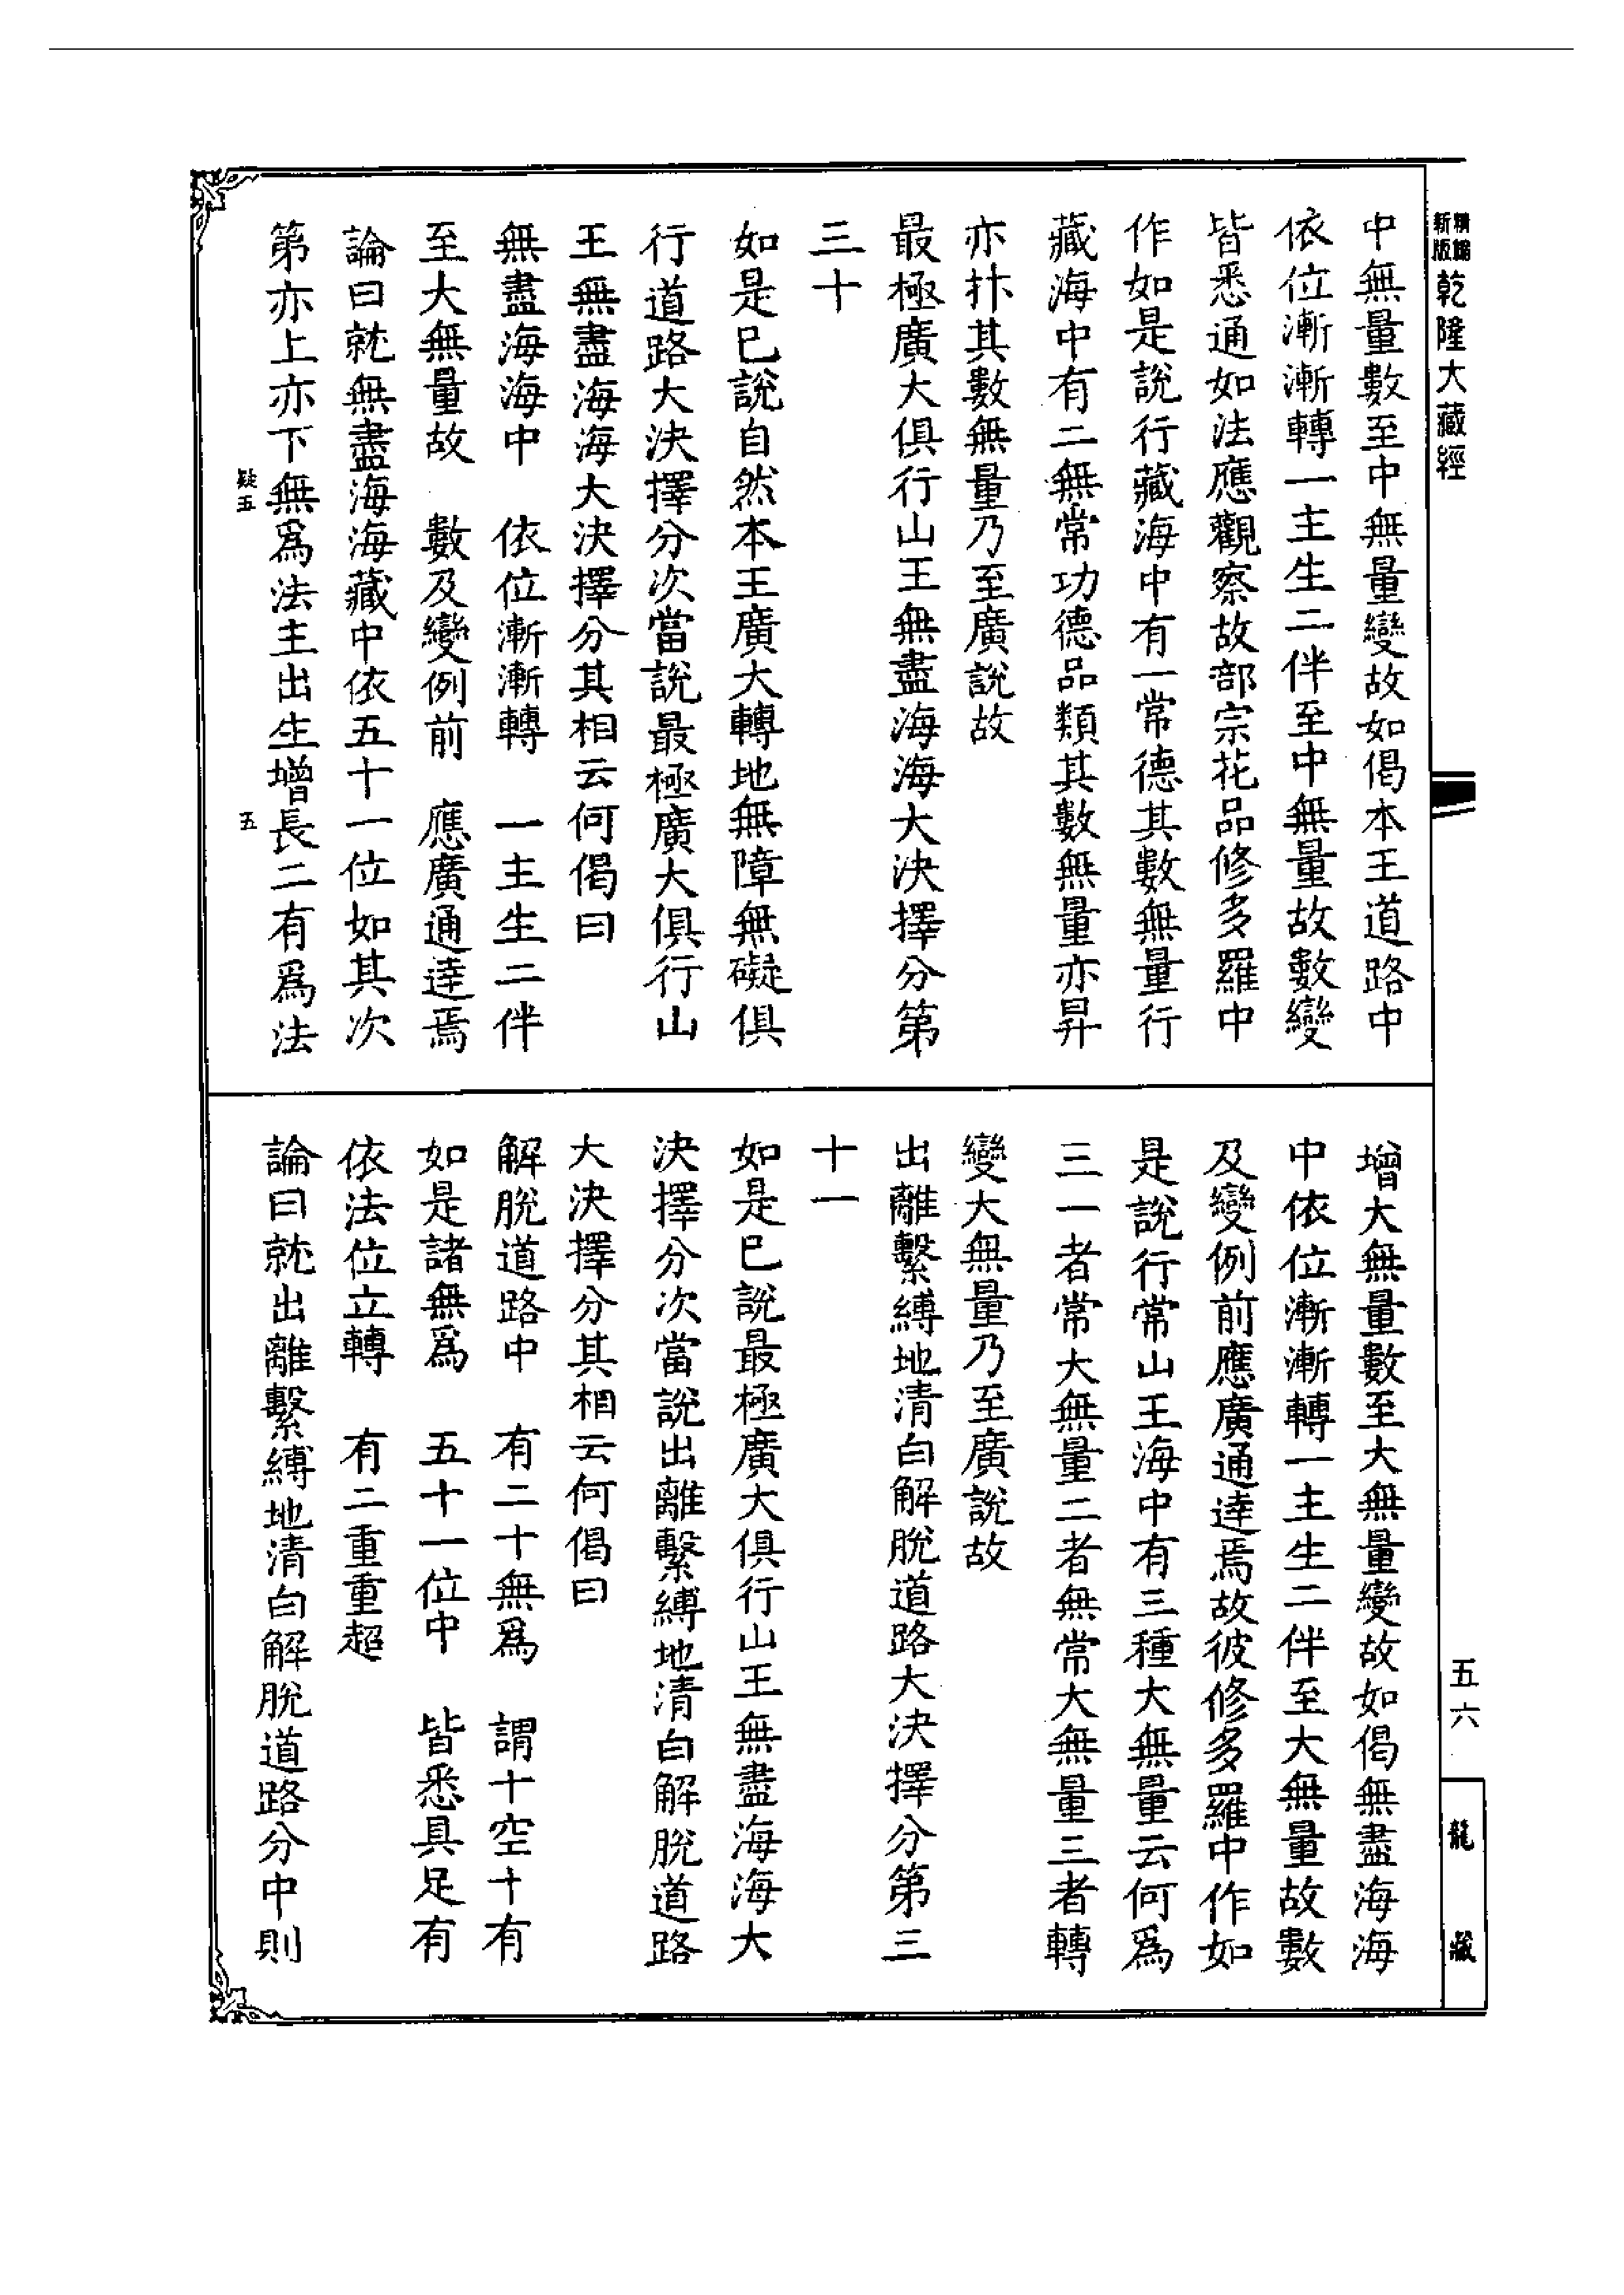 精編
新版
乾隆大藏經
中無量數至中無量變故如偈本王道路中
依位漸漸轉一主生二伴至中無量故數變
皆悉通如法應觀察故部宗花品修多羅中
作如是說行藏海中有一常德其數無量行
藏海中有二無常功德品類其數無量亦昇
亦拤其數無量乃至廣說故
最極廣大俱行山王無盡海海大決擇分第
三十
如是已說自然本王廣大轉地無障無礙俱
行道路大決擇分次當說最極廣大俱行山
王無盡海海大決擇分其相云何偈曰
無盡海海中　依位漸漸轉　一主生二伴
至大無量故　數及變例前　應廣通達焉
論曰就無盡海海藏中依五十一位如其次
第亦上亦下無爲法主出生增長二有爲法
疑五
五
增大無量數至大無量變故如偈無盡海海
中依位漸漸轉一主生二伴至大無量故數
及變例前應廣通達焉故彼修多羅中作如
是說行常山王海中有三種大無量云何爲
三一者常大無量二者無常大無量三者轉
變大無量乃至廣說故
出離繫縛地清白解脫道路大決擇分第三
十一
如是已說最極廣大俱行山王無盡海海大
決擇分次當說出離繫縛地清白解脫道路
大決擇分其相云何偈曰
解脫道路中　有二十無爲　謂十空十有
如是諸無爲　五十一位中　皆悉具足有
依法位立轉　有二重重超
論曰就出離繫縛地清白解脫道路分中則
五六
龍藏